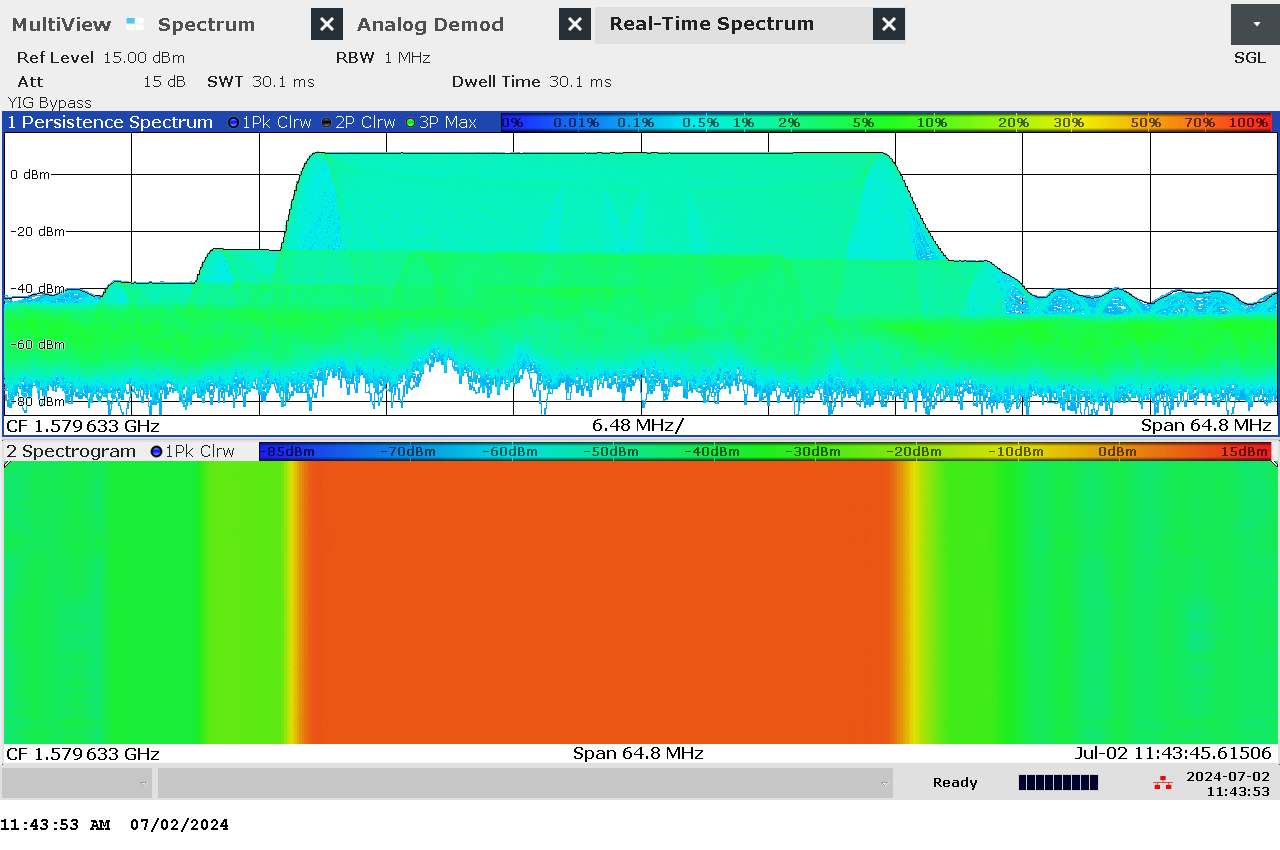 MultiView Spectrum Analog Demod Real-Time Spectrum
Ref Level 15.00 dBm RBW 1 MHz SGL
Att 15 dB SWT 30.1 ms Dwell Time 30.1 ms
YIG Bypass
1 Persistence Spectrum 1Pk Clrw 2P Clrw 3P Max 0% 0.01% 0.1% 0.5% 1% 2% 5% 10% 20% 30% 50% 70% 100%
0 dBm
-20 dBm
-40 dBm
-60 dBm
-80 dBm
CF 1.579 633 GHz 6.48 MHz/ Span 64.8 MHz
2 Spectrogram 1Pk Clrw -85dBm -70dBm -60dBm -50dBm -40dBm -30dBm -20dBm -10dBm 0dBm 15dBm
CF 1.579 633 GHz Span 64.8 MHz Jul-02 11:43:45.61506
Ready 2024-07-02
11:43:53
11:43:53 AM 07/02/2024